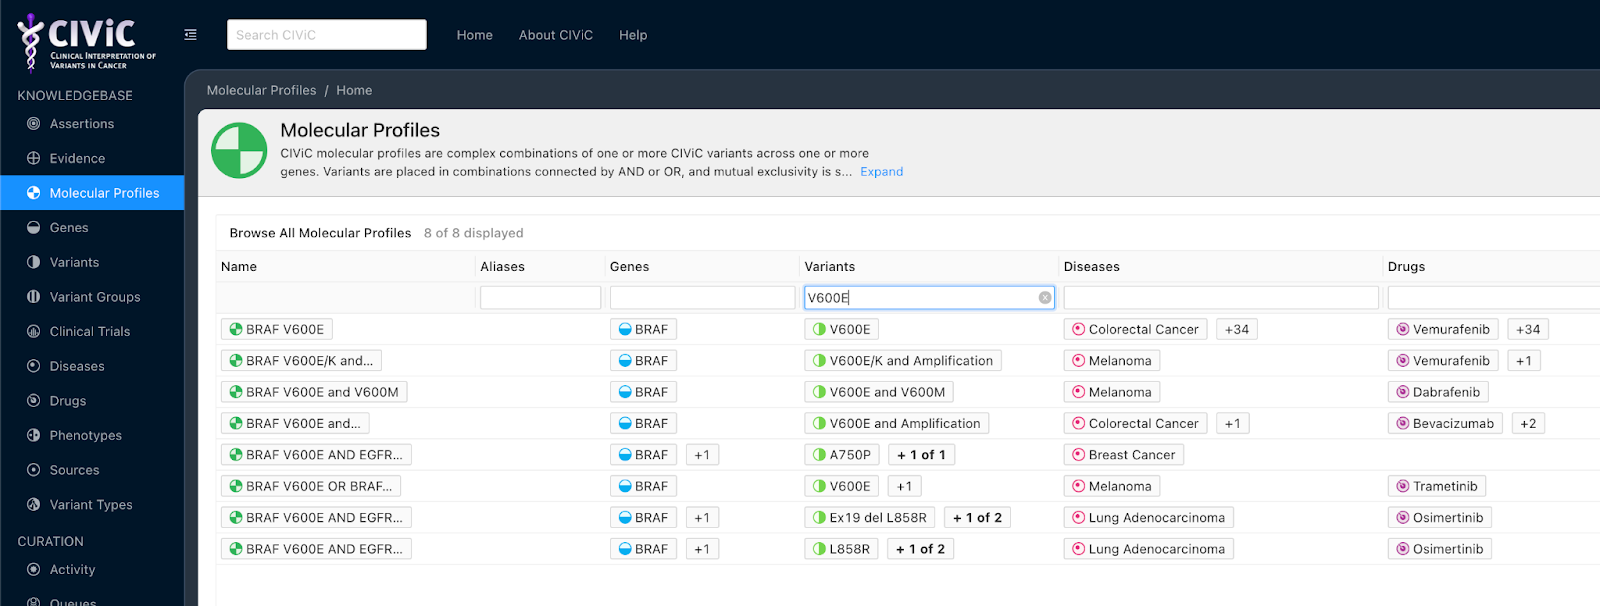 CIViC
CLINICAL INTERPRETATION OF
VARIANTS IN CANCER
Search CIViC
Home About CIViC Help
KNOWLEDGEBASE
Assertions
Evidence
Molecular Profiles
Genes
Variants
Variant Groups
Clinical Trials
Diseases
Drugs
Phenotypes
Sources
Variant Types
CURATION
Activity
Queues
Molecular Profiles / Home
Molecular Profiles
CIViC molecular profiles are complex combinations of one or more CIViC variants across one or more
genes. Variants are placed in combinations connected by AND or OR, and mutual exclusivity is s... Expand
Browse All Molecular Profiles 8 of 8 displayed
Name Aliases Genes Variants Diseases Drugs
V600E
BRAF V600E BRAF V600E Colorectal Cancer +34 Vemurafenib +34
BRAF V600E/K and... BRAF V600E/K and Amplification Melanoma Vemurafenib +1
BRAF V600E and V600M BRAF V600E and V600M Melanoma Dabrafenib
BRAF V600E and... BRAF V600E and Amplification Colorectal Cancer +1 Bevacizumab +2
BRAF V600E AND EGFR... BRAF +1 A750P + 1 of 1 Breast Cancer
BRAF V600E OR BRAF... BRAF V600E +1 Melanoma Trametinib
BRAF V600E AND EGFR... BRAF +1 Ex19 del L858R + 1 of 2 Lung Adenocarcinoma Osimertinib
BRAF V600E AND EGFR... BRAF +1 L858R + 1 of 2 Lung Adenocarcinoma Osimertinib